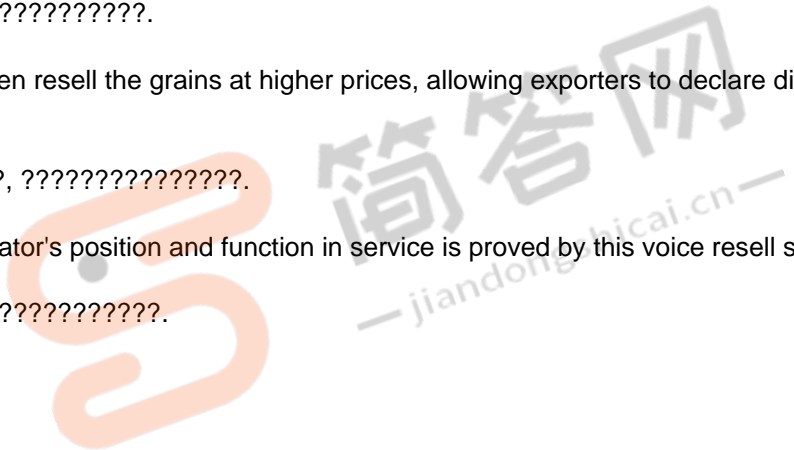 ??????????.
en resell the grains at higher prices, allowing exporters to declare di
?, ???????????????.
ator's position and function in service is proved by this voice resell s
???????????.
简答网
jiandongshicai.cn